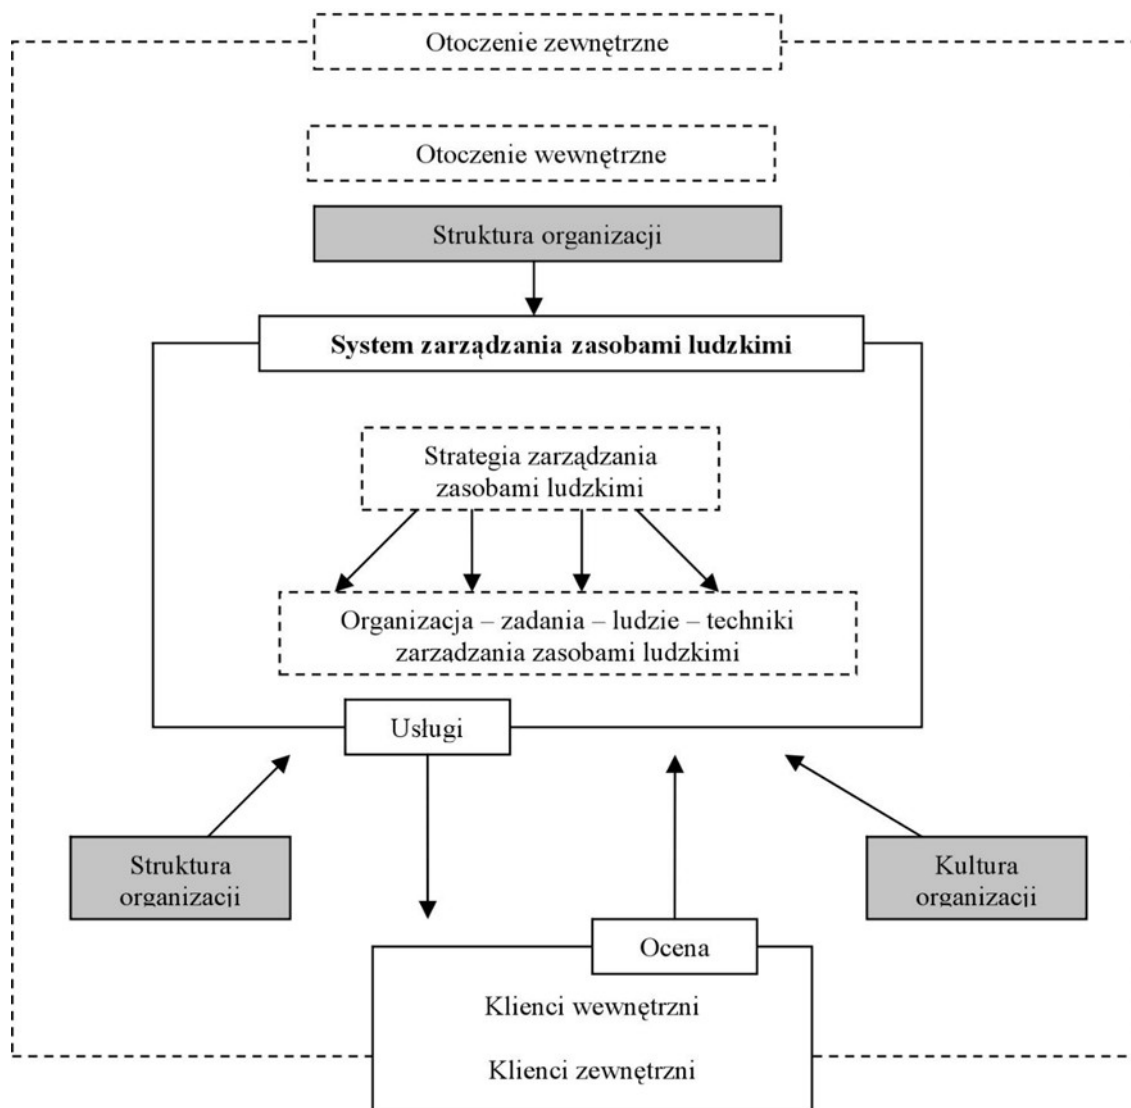 Otoczenie zewnętrzne
Otoczenie wewnętrzne
Struktura organizacji
System zarządzania zasobami ludzkimi
Strategia zarządzania
zasobami ludzkimi
Organizacja – zadania – ludzie – techniki
zarządzania zasobami ludzkimi
Usługi
Struktura
organizacji
Kultura
organizacji
Ocena
Klienci wewnętrzni
Klienci zewnętrzni